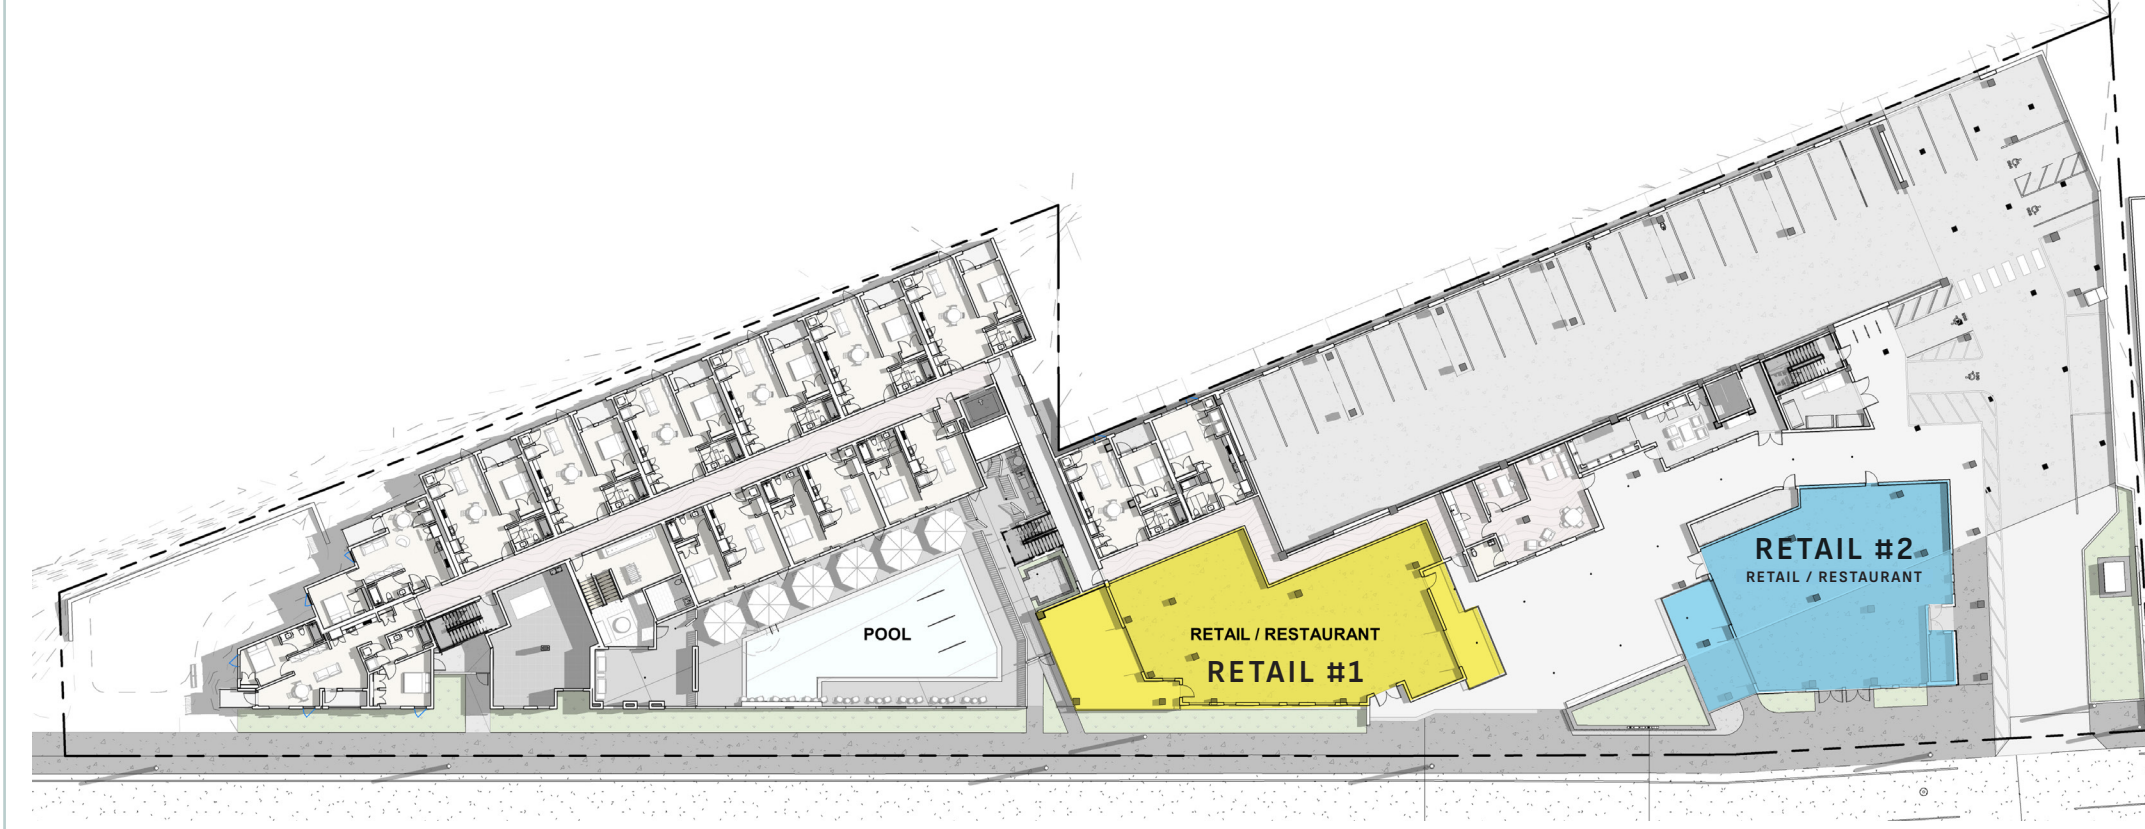 POOL
RETAIL / RESTAURANT
RETAIL #1
RETAIL #2
RETAIL / RESTAURANT